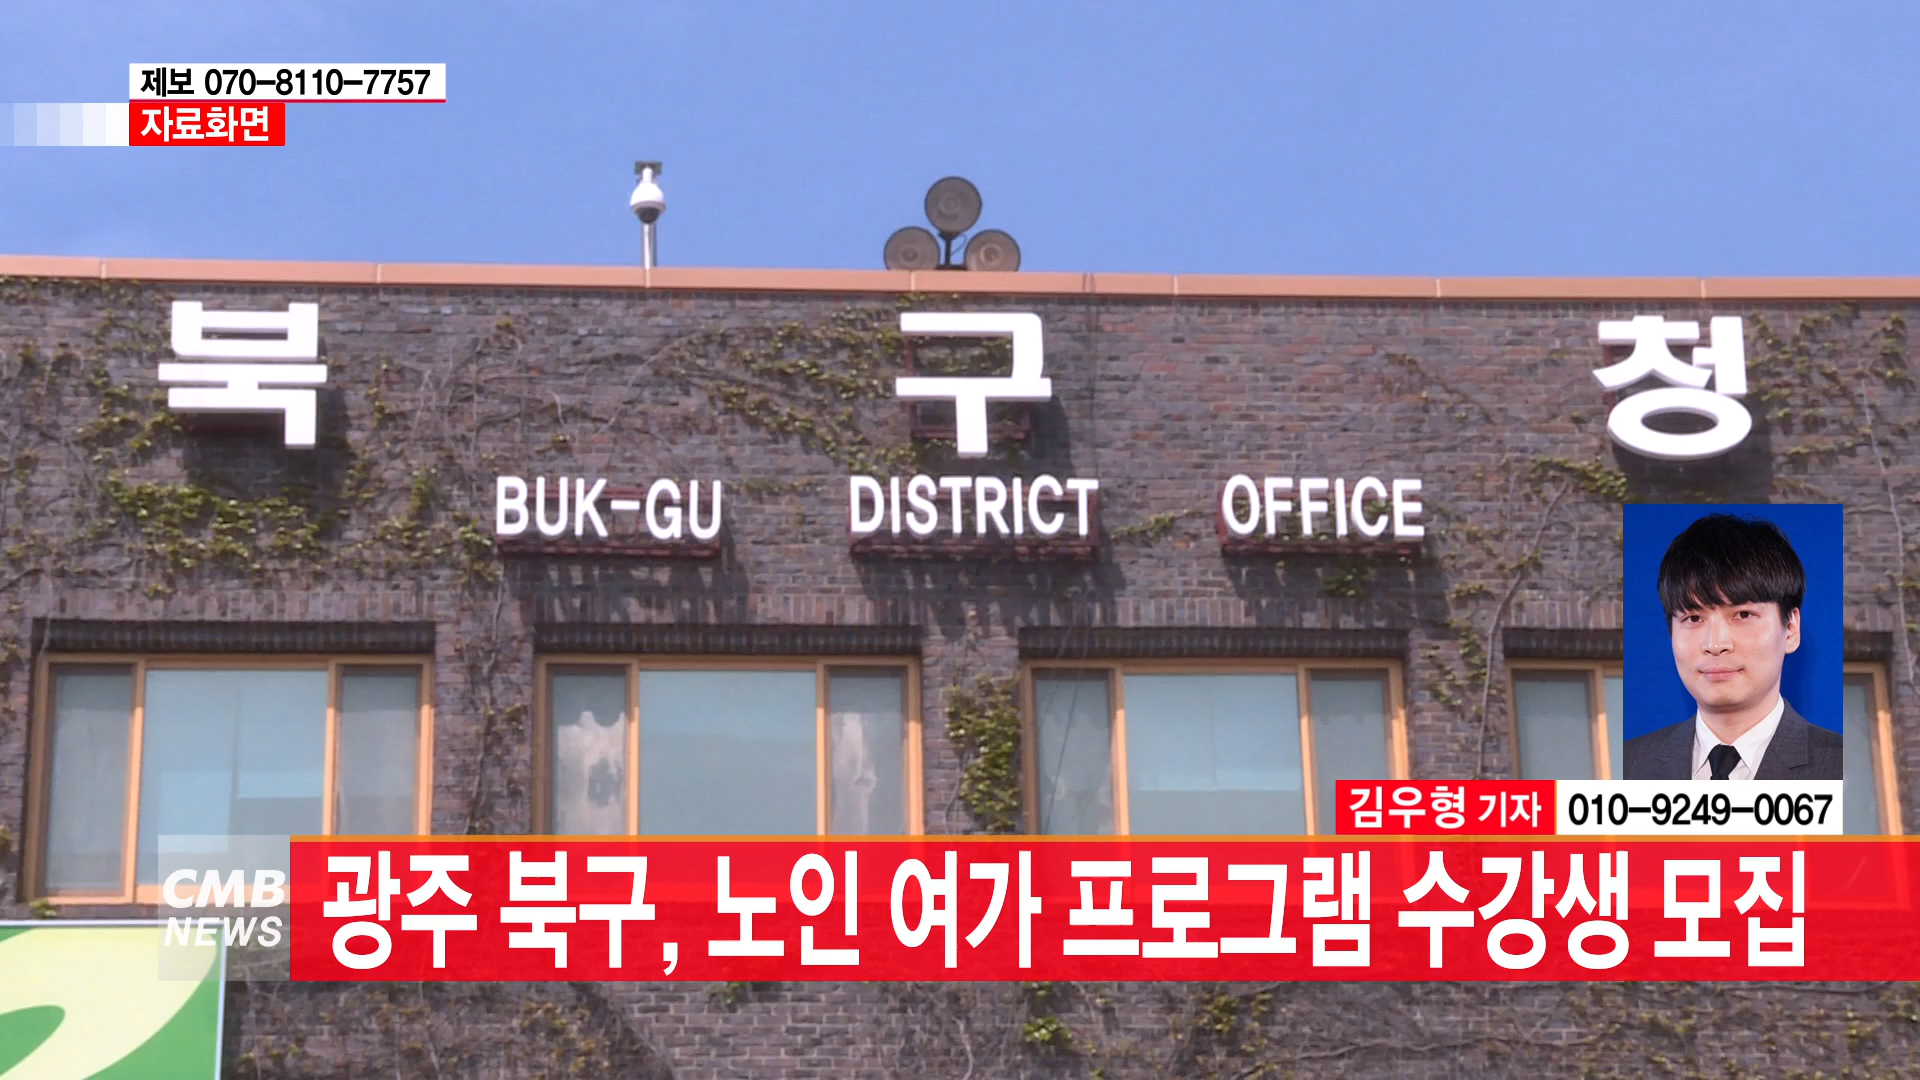 제보 070-8110-7757
자료화면
북구청
BUK-GU DISTRICT OFFICE
김우형 기자 010-9249-0067
CMB NEWS
광주 북구, 노인 여가 프로그램 수강생 모집